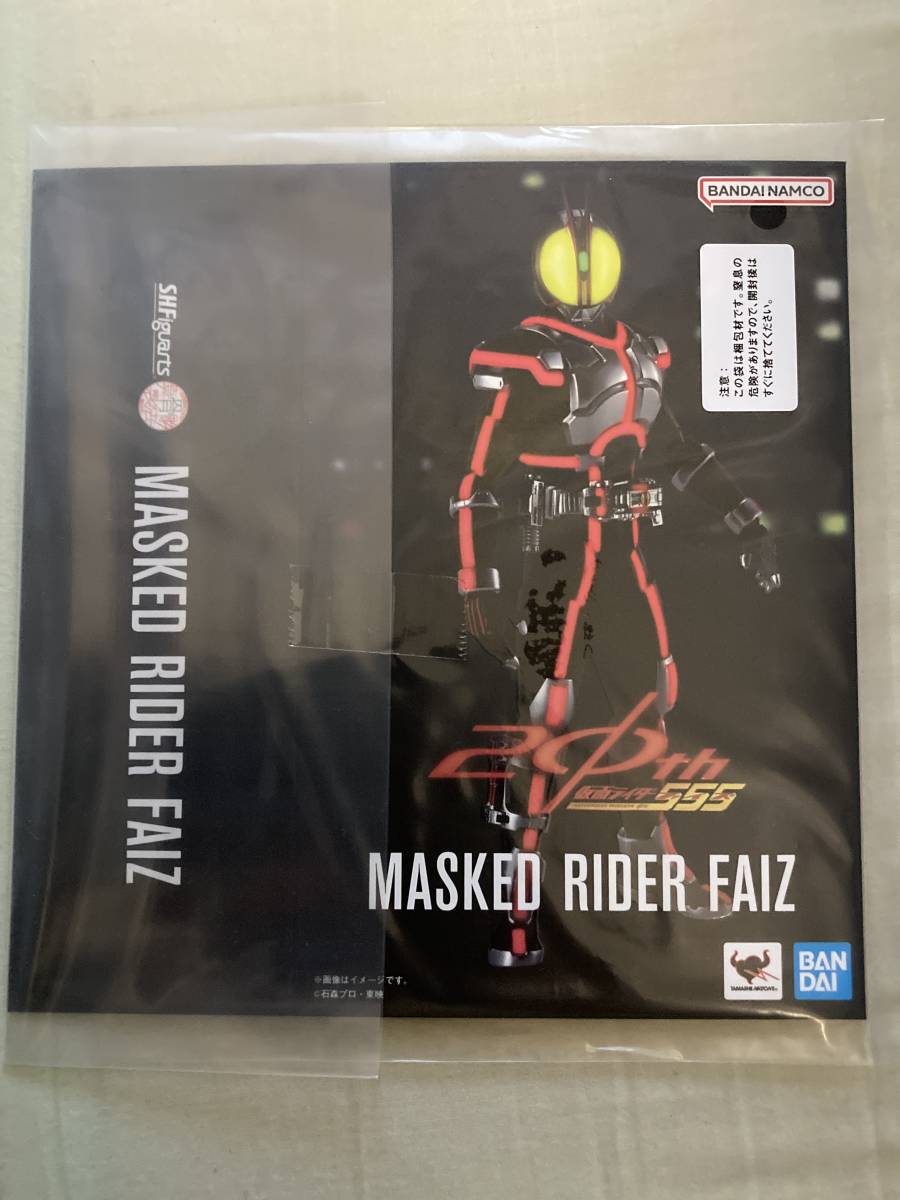 BANDAI NAMCO
注意:
この袋は梱包材です。窒息の
危険がありますので、開封後は
すぐに捨ててください。
SHFiguarts
MASKED RIDER FAIZ
20th
仮面ライダー555
MASKED RIDER FAIZ
※画像はイメージです。
©石森プロ・東映
TAMASHII NATIONS
BAN
DAI